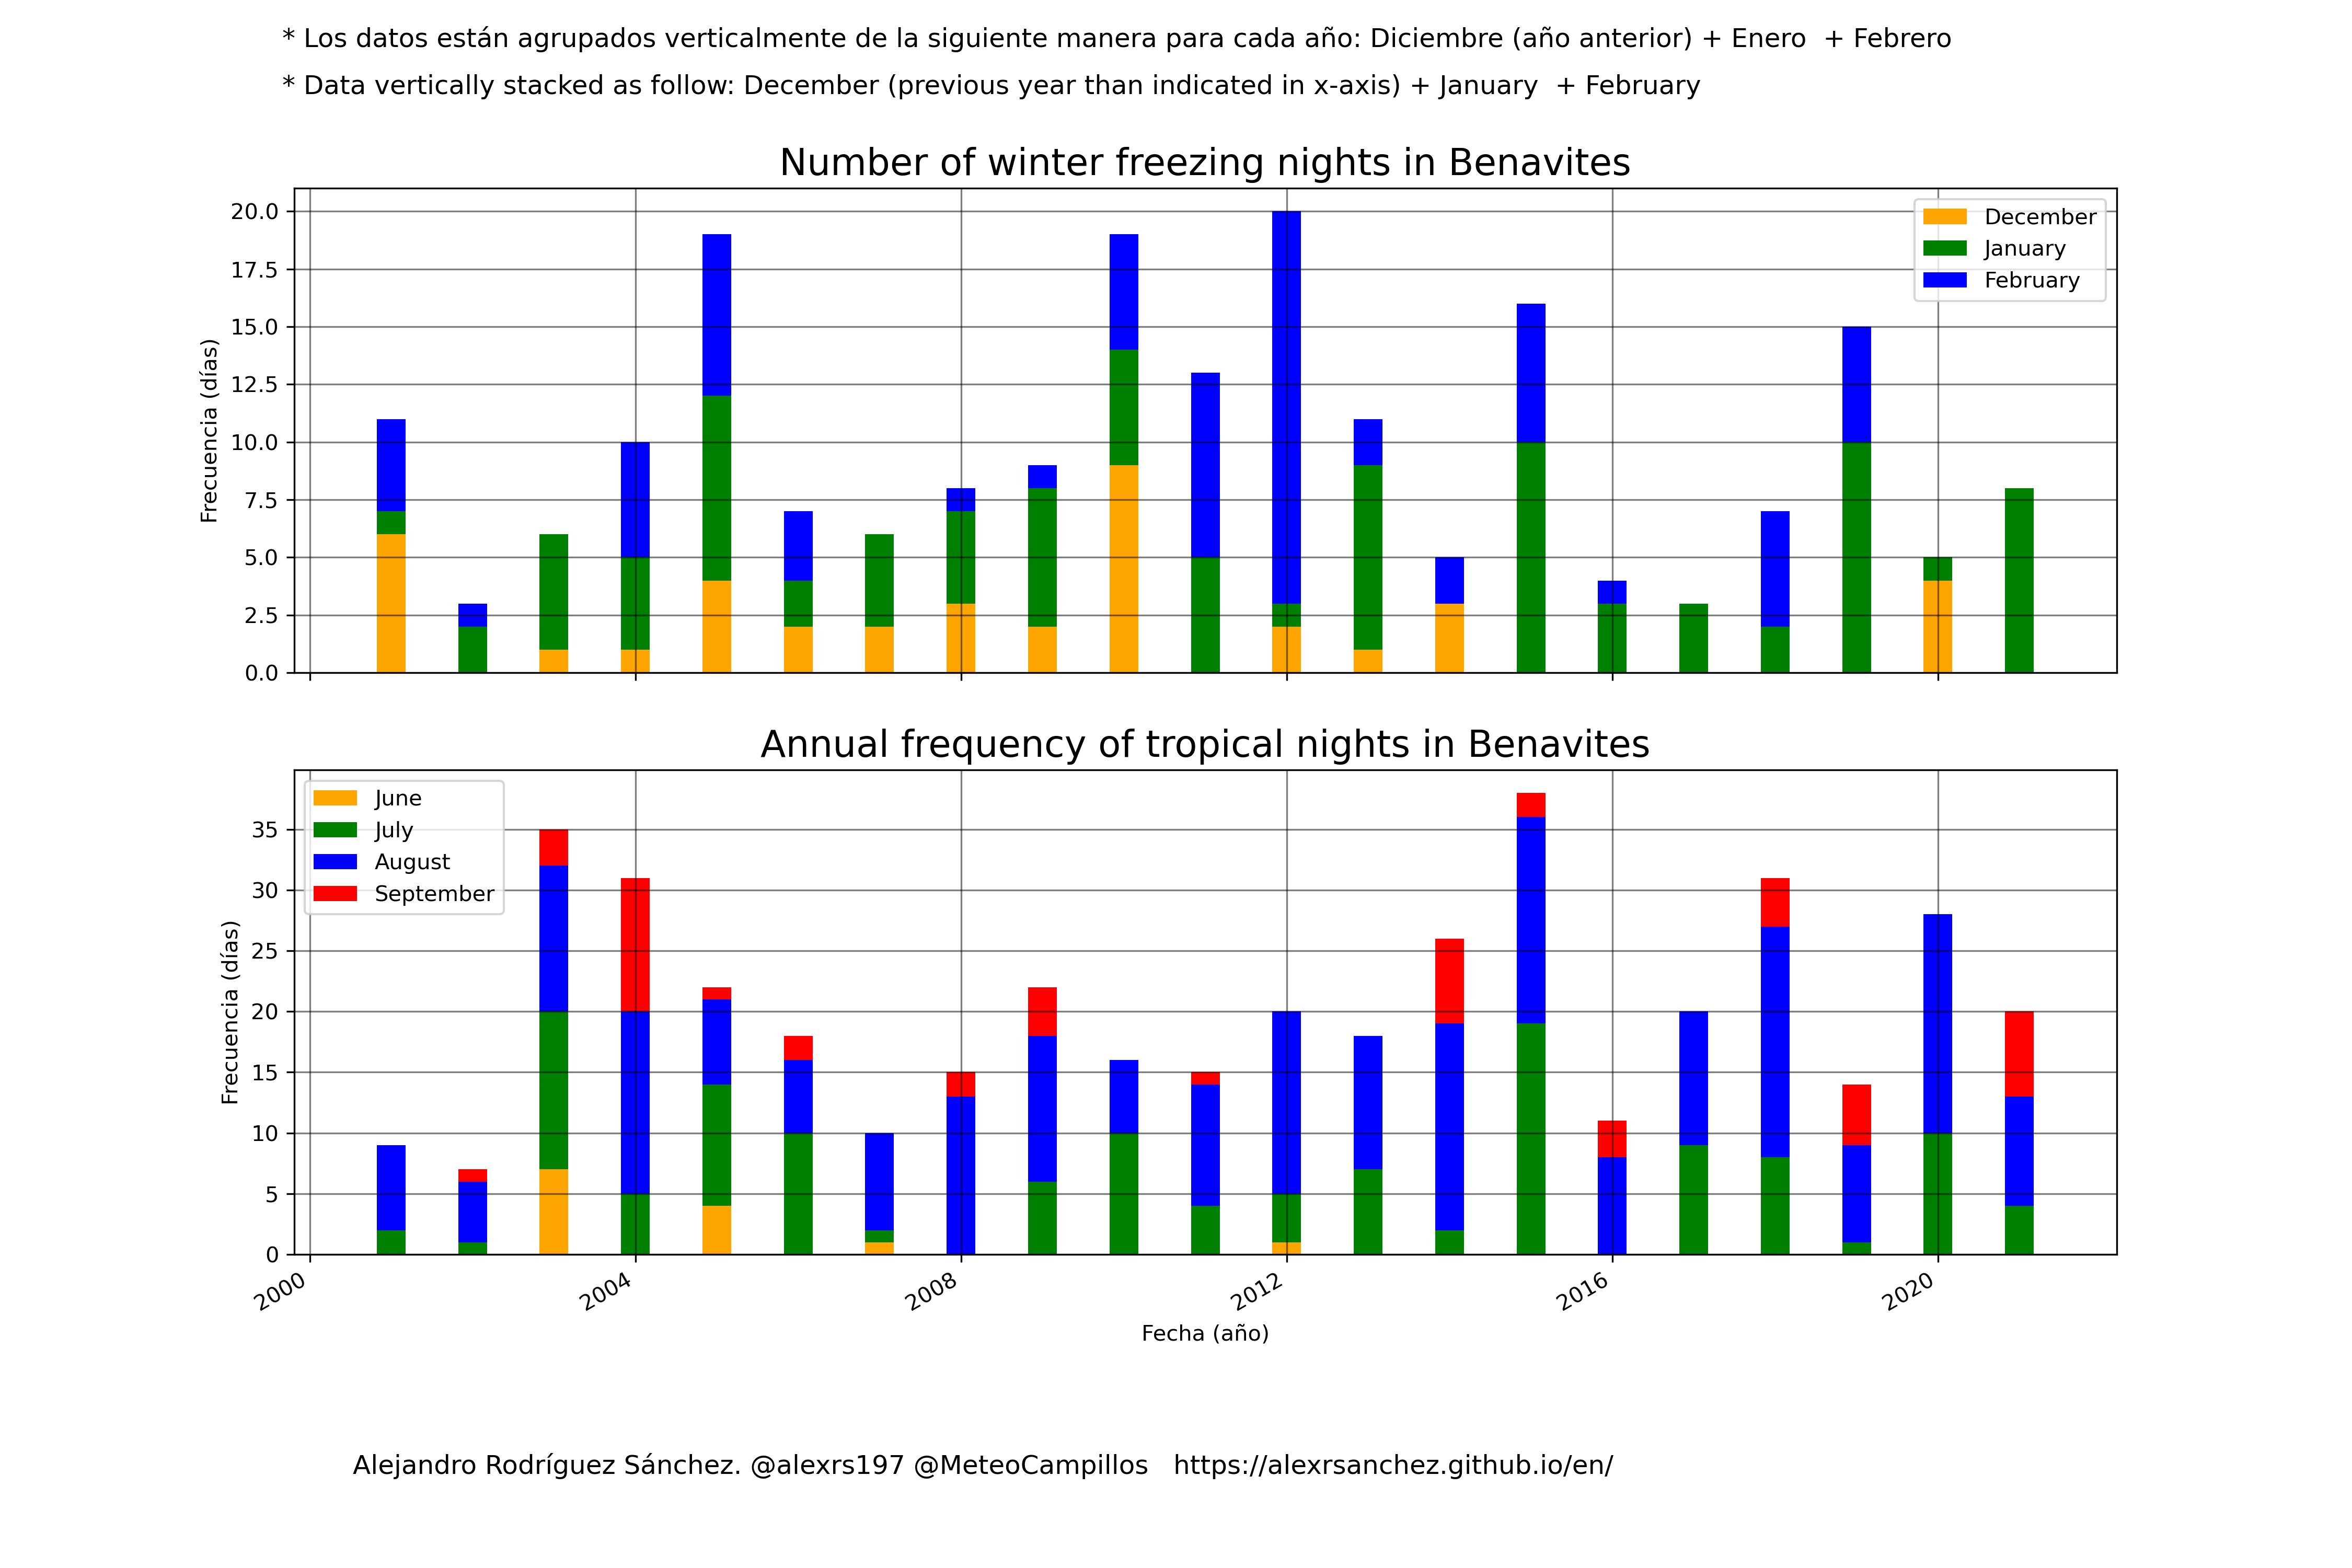 * Los datos están agrupados verticalmente de la siguiente manera para cada año: Diciembre (año anterior) + Enero  + Febrero
* Data vertically stacked as follow: December (previous year than indicated in x-axis) + January  + February
Number of winter freezing nights in Benavites
Frecuencia (días)
20.0
17.5
15.0
12.5
10.0
7.5
5.0
2.5
0.0
December
January
February
Annual frequency of tropical nights in Benavites
Frecuencia (días)
35
30
25
20
15
10
5
0
June
July
August
September
2000
2004
2008
2012
2016
2020
Fecha (año)
Alejandro Rodríguez Sánchez. @alexrs197 @MeteoCampillos   https://alexrsanchez.github.io/en/